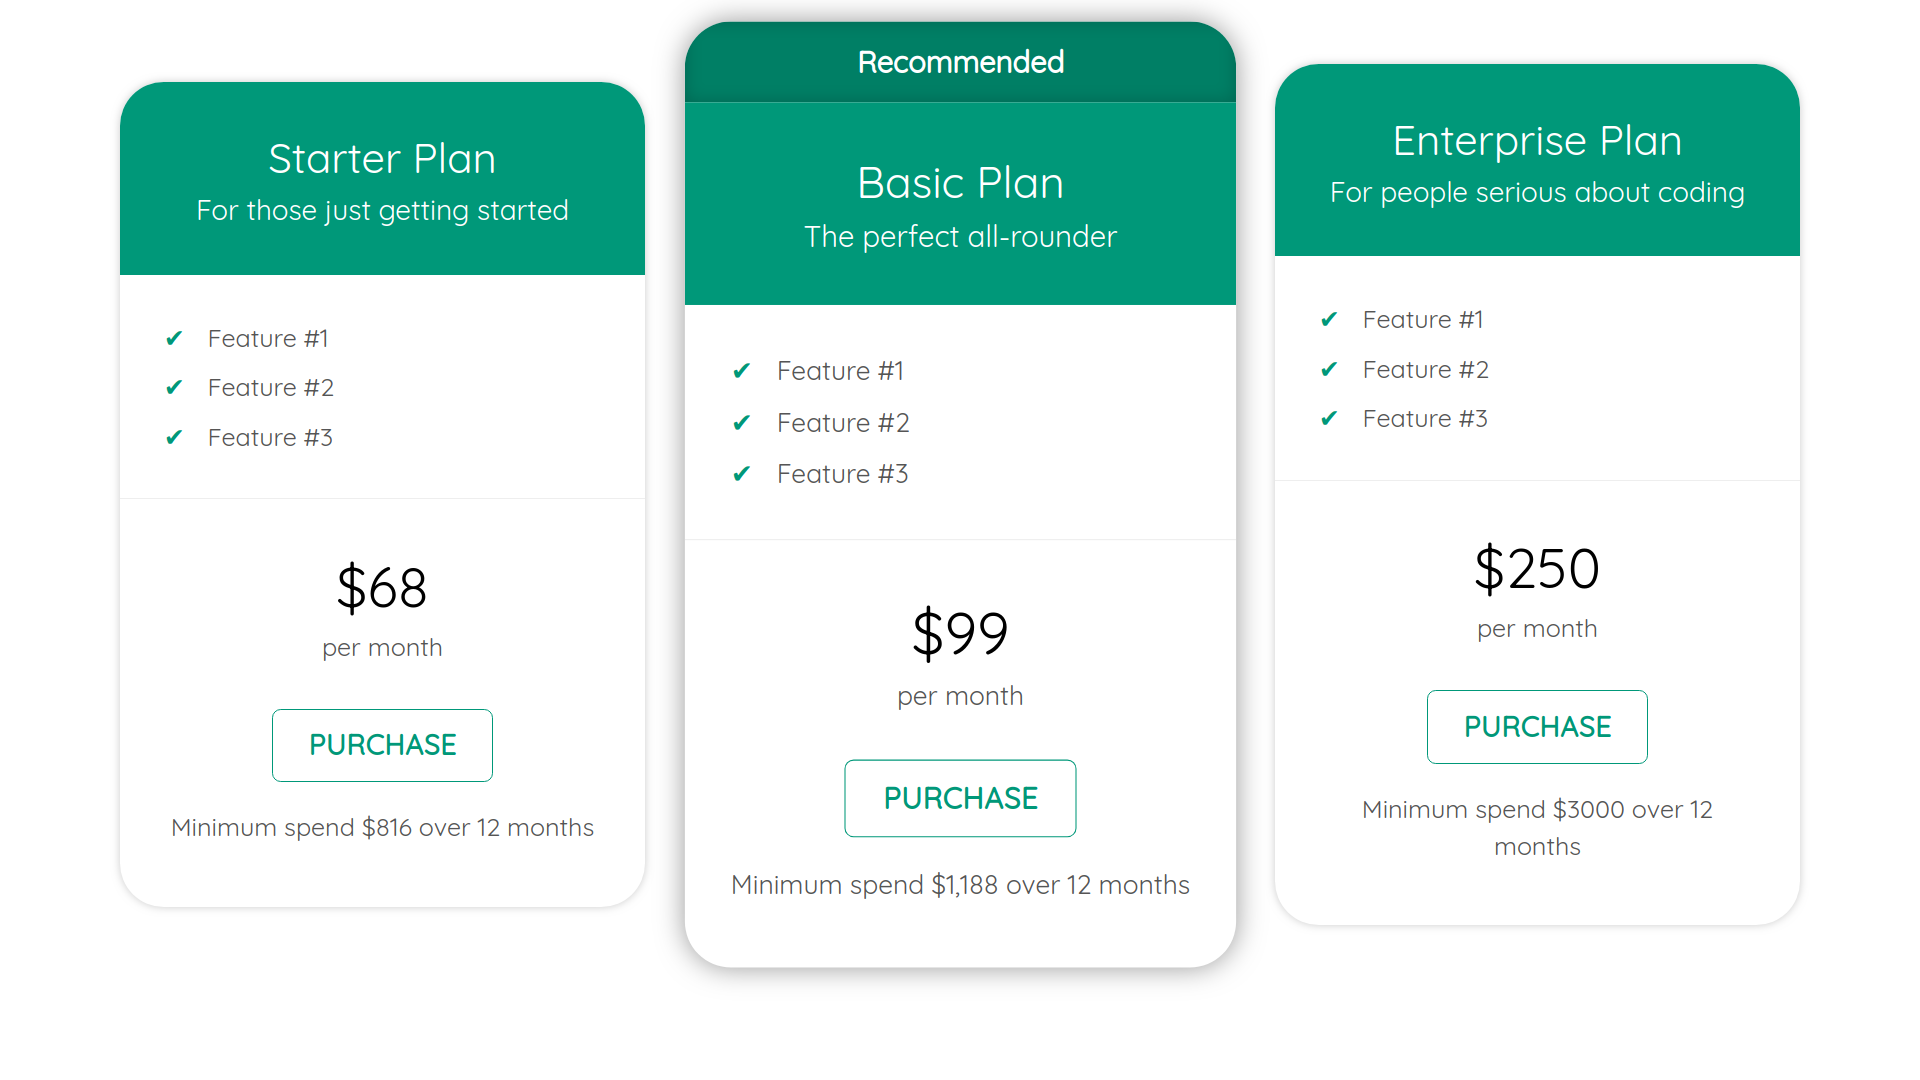 Starter Plan
For those just getting started
✔ Feature #1
✔ Feature #2
✔ Feature #3
$68
per month
PURCHASE
Minimum spend $816 over 12 months
Recommended
Basic Plan
The perfect all-rounder
✔ Feature #1
✔ Feature #2
✔ Feature #3
$99
per month
PURCHASE
Minimum spend $1,188 over 12 months
Enterprise Plan
For people serious about coding
✔ Feature #1
✔ Feature #2
✔ Feature #3
$250
per month
PURCHASE
Minimum spend $3000 over 12
months